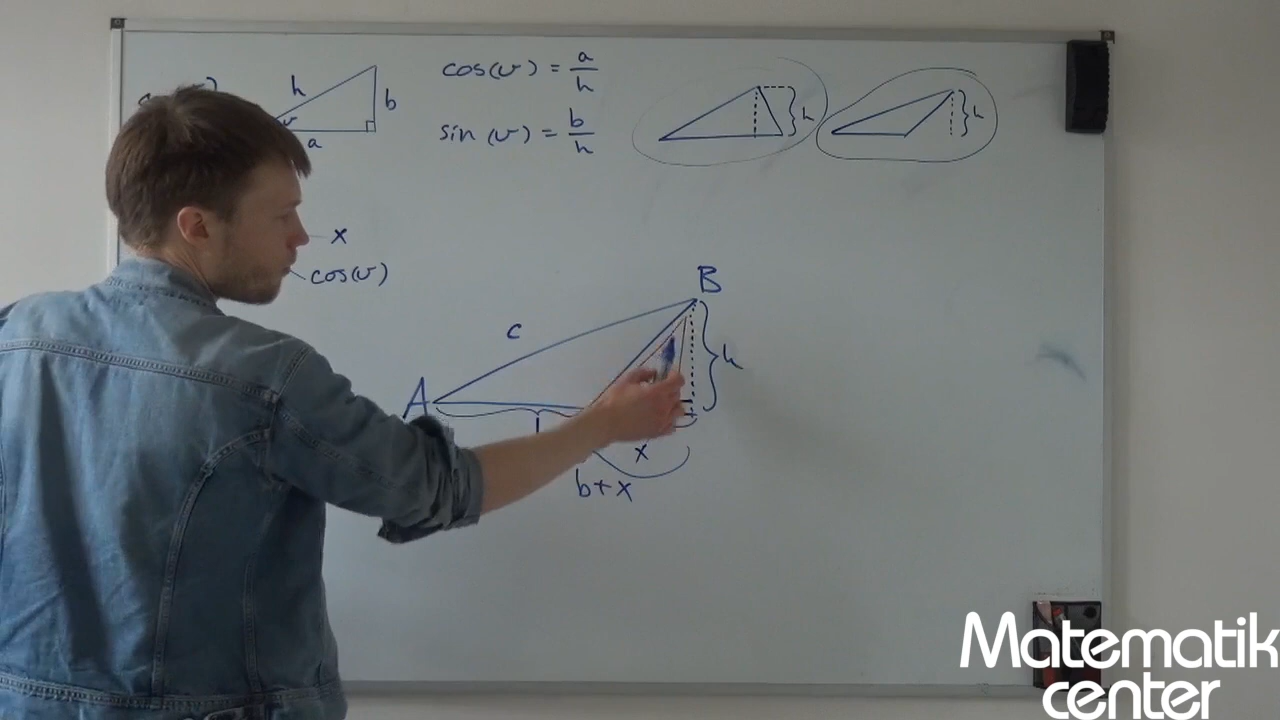 h
b
v
a
cos(v) = a/h
sin(v) = b/h
h
h
x
cos(v)
B
c
h
A
x
b+x
Matematik
center